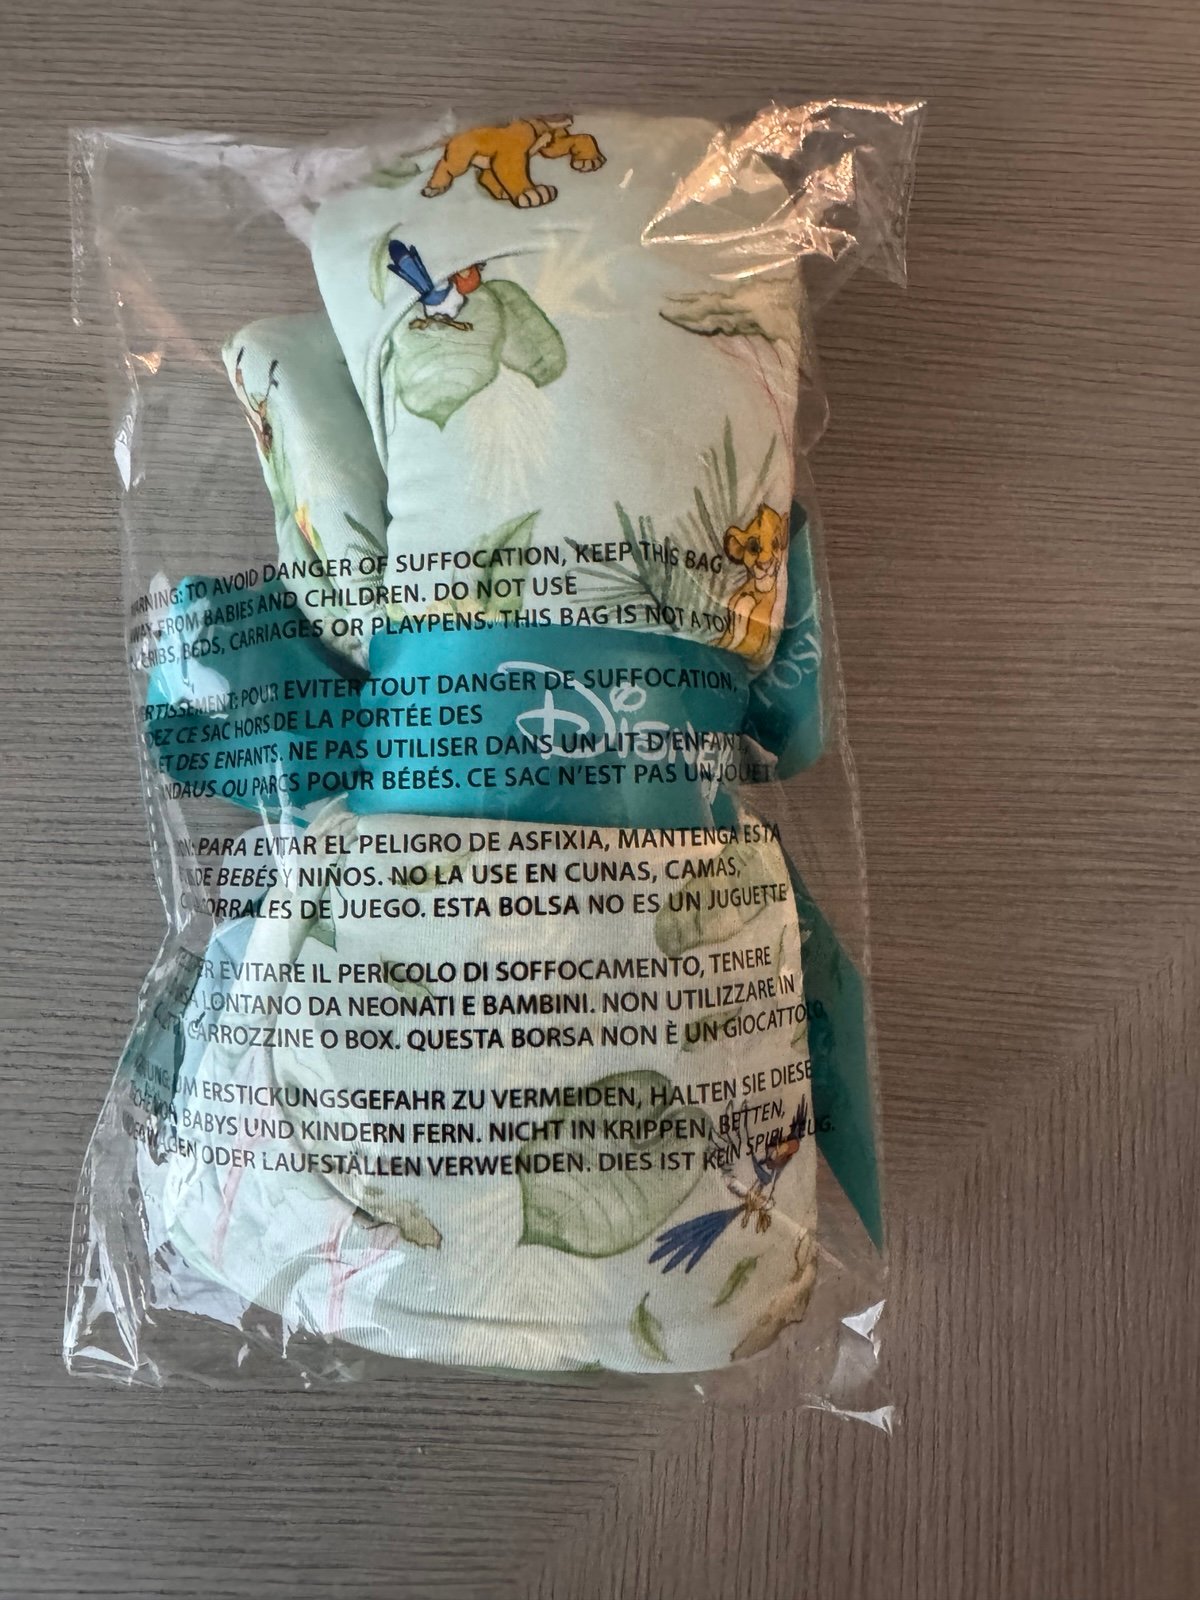 WARNING: TO AVOID DANGER OF SUFFOCATION, KEEP THIS BAG
AWAY FROM BABIES AND CHILDREN. DO NOT USE
CRIBS, BEDS, CARRIAGES OR PLAYPENS. THIS BAG IS NOT A TOY!
POUR EVITER TOUT DANGER DE SUFFOCATION,
CE SAC HORS DE LA PORTÉE DES
ET DES ENFANTS. NE PAS UTILISER DANS UN LIT D'ENFANT,
OU PARCS POUR BÉBÉS. CE SAC N'EST PAS UN JOUET
Disney
PARA EVITAR EL PELIGRO DE ASFIXIA, MANTENGA ESTA
DE BEBÉS Y NIÑOS. NO LA USE EN CUNAS, CAMAS,
CORRALES DE JUEGO. ESTA BOLSA NO ES UN JUGUETE
PER EVITARE IL PERICOLO DI SOFFOCAMENTO, TENERE
LONTANO DA NEONATI E BAMBINI. NON UTILIZZARE IN
CARROZZINE O BOX. QUESTA BORSA NON È UN GIOCATTOLO
UM ERSTICKUNGSGEFAHR ZU VERMEIDEN, HALTEN SIE DIESE
VON BABYS UND KINDERN FERN. NICHT IN KRIPPEN, BETTEN,
ODER LAUFSTÄLLEN VERWENDEN. DIES IST KEIN SPIELZEUG.